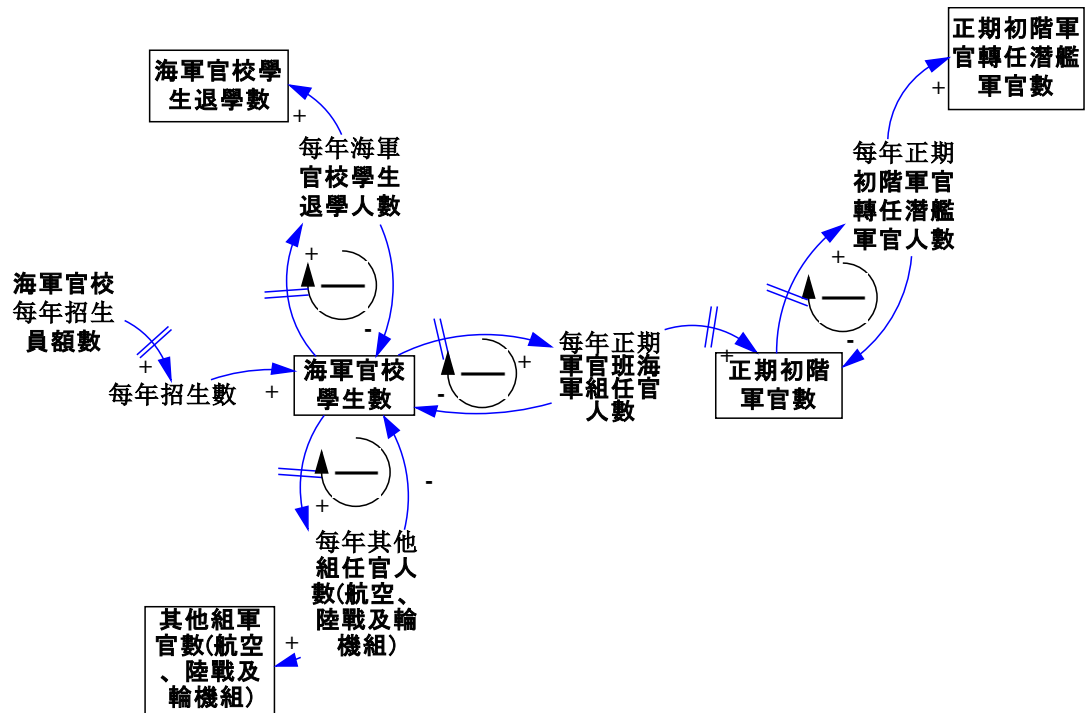 正期初階軍
官轉任潛艦
軍官數
+
海軍官校學
生退學數
+
每年海軍
官校學生
退學人數
每年正期
初階軍官
轉任潛艦
軍官人數
+
-
海軍官校
每年招生
員額數
+
每年招生數
+
+
-
海軍官校
學生數
+
-
每年正期
軍官班海
軍組任官
人數
+
正期初階
軍官數
+
-
每年其他
組任官人
數(航空、
陸戰及輪
機組)
+
其他組軍
官數(航空
、陸戰及
輪機組)